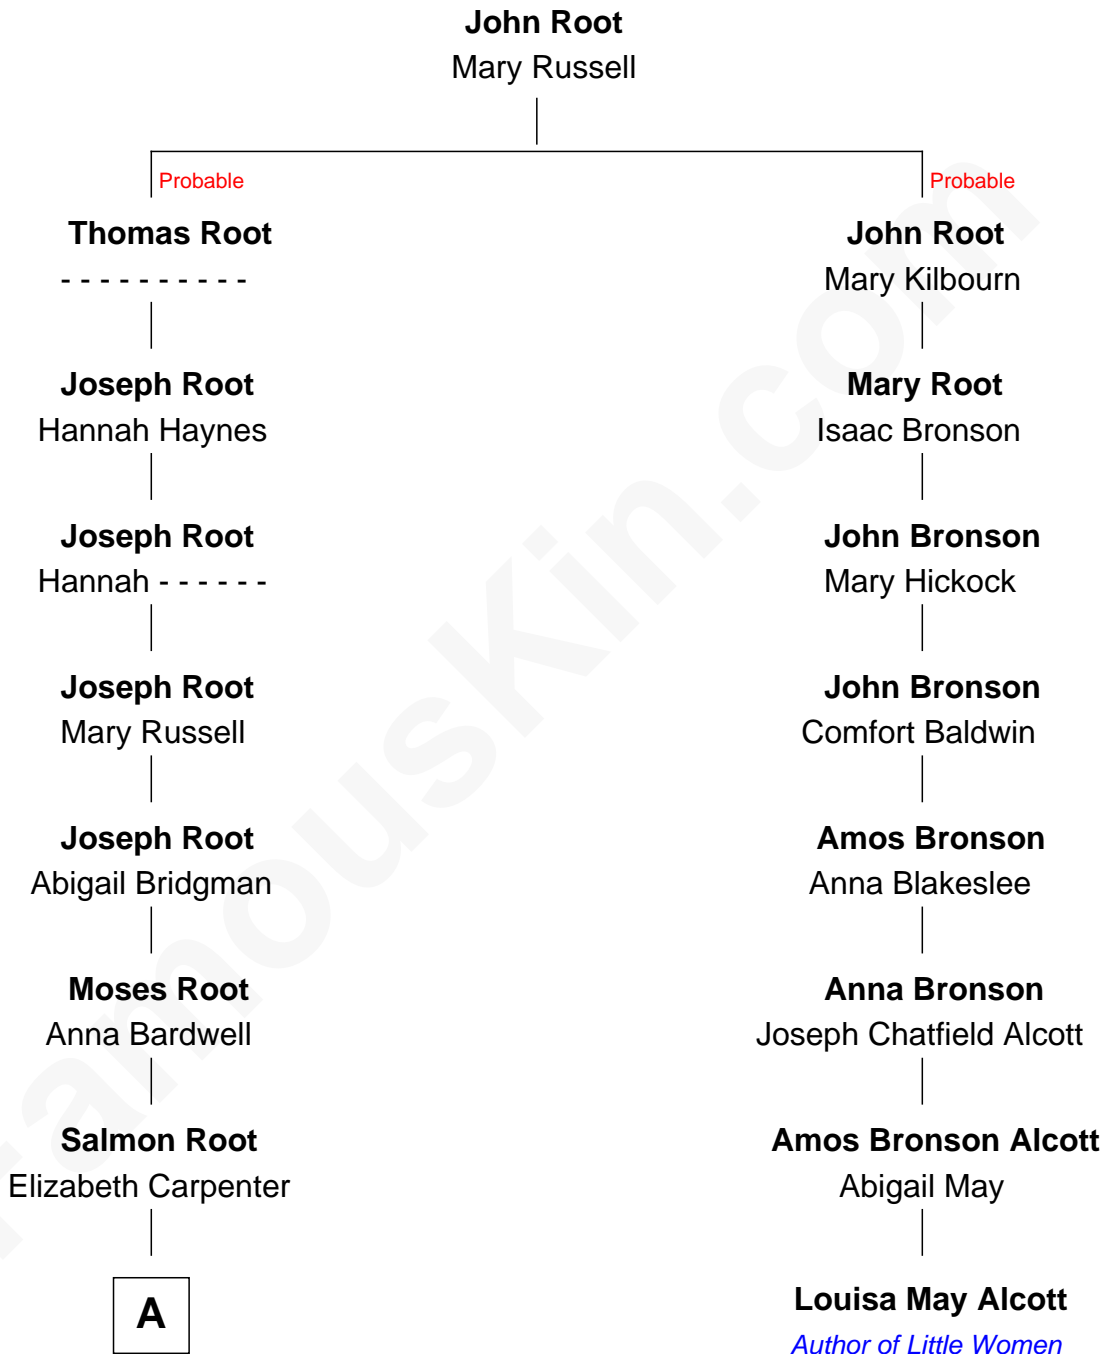 John Root
Mary Russell
Probable
Probable
Thomas Root
- - - - - - - - - -
John Root
Mary Kilbourn
Joseph Root
Hannah Haynes
Mary Root
Isaac Bronson
Joseph Root
Hannah - - - - - -
John Bronson
Mary Hickock
Joseph Root
Mary Russell
John Bronson
Comfort Baldwin
Joseph Root
Abigail Bridgman
Amos Bronson
Anna Blakeslee
Moses Root
Anna Bardwell
Anna Bronson
Joseph Chatfield Alcott
Salmon Root
Elizabeth Carpenter
Amos Bronson Alcott
Abigail May
A
Louisa May Alcott
Author of Little Women
FamousKin.com